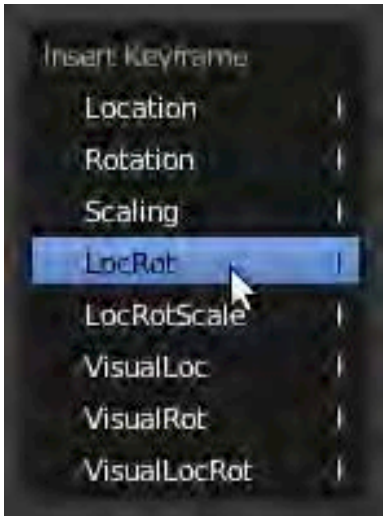 Insert Keyframe
Location I
Rotation I
Scaling I
LocRot I
LocRotScale I
VisualLoc I
VisualRot I
VisualLocRot I